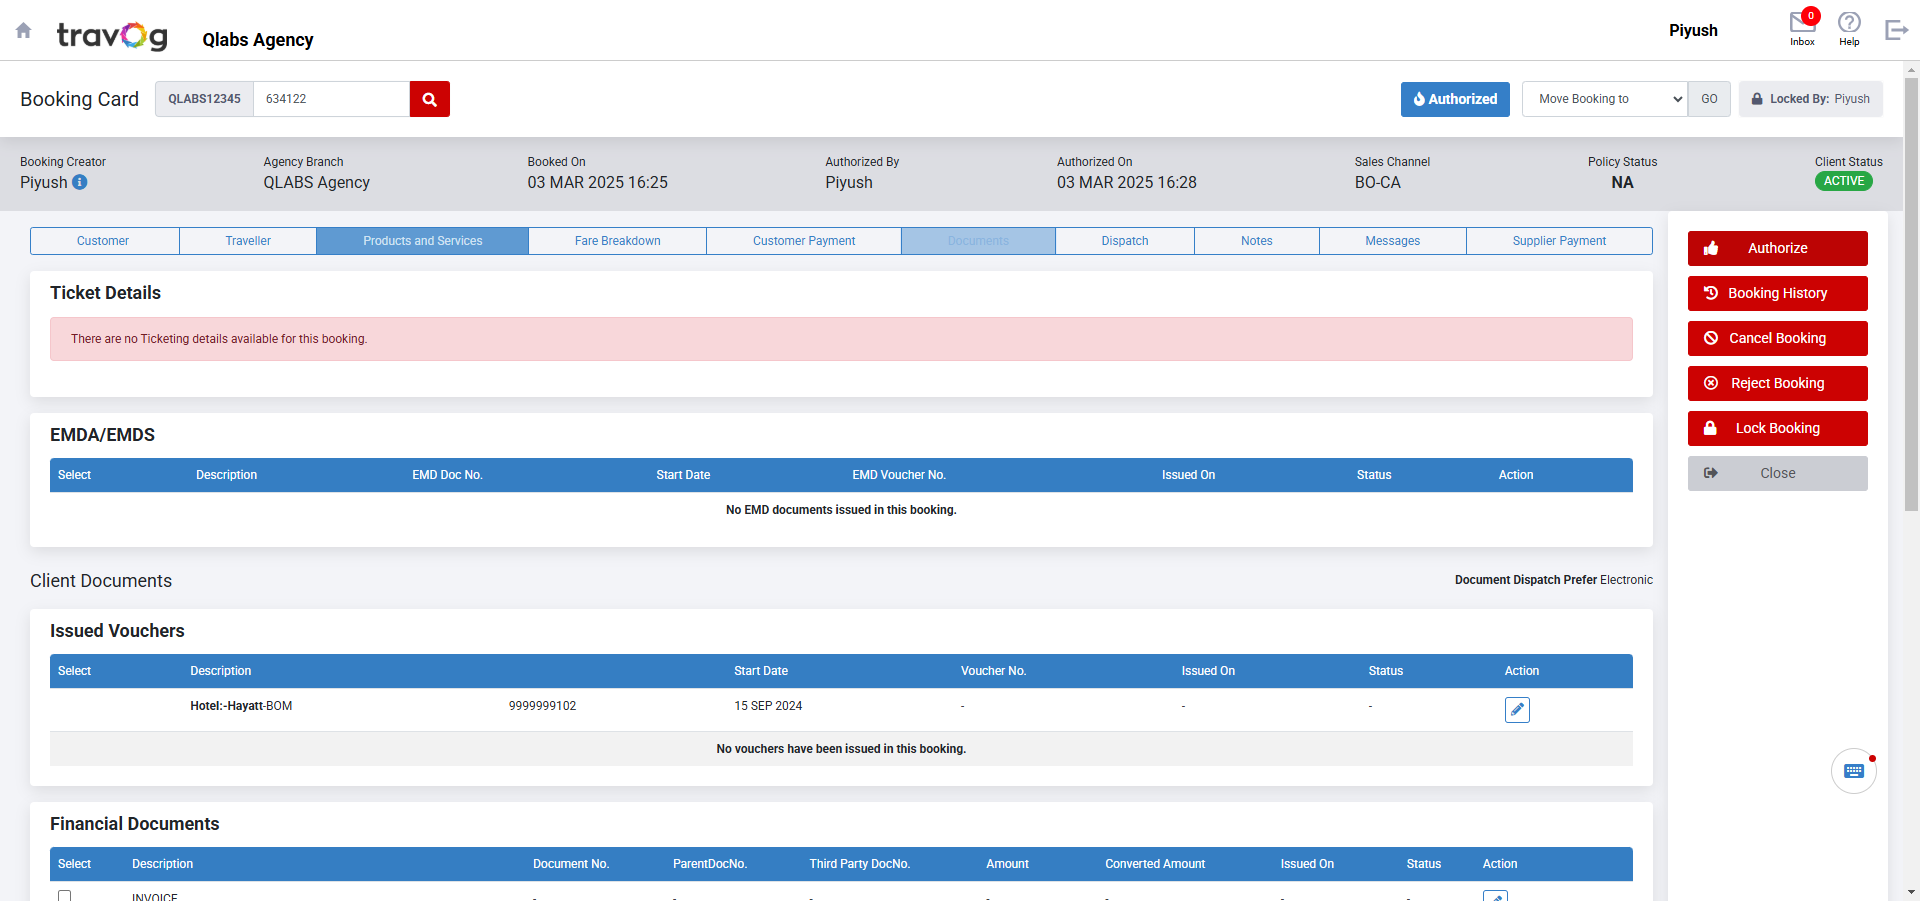 travog
Qlabs Agency
Piyush
0
Inbox
Help
Booking Card
QLABS12345
634122
Authorized
Move Booking to
GO
Locked By: Piyush
Booking Creator
Piyush
Agency Branch
QLABS Agency
Booked On
03 MAR 2025 16:25
Authorized By
Piyush
Authorized On
03 MAR 2025 16:28
Sales Channel
BO-CA
Policy Status
NA
Client Status
ACTIVE
Customer
Traveller
Products and Services
Fare Breakdown
Customer Payment
Documents
Dispatch
Notes
Messages
Supplier Payment
Authorize
Booking History
Cancel Booking
Reject Booking
Lock Booking
Close
Ticket Details
There are no Ticketing details available for this booking.
EMDA/EMDS
Select Description EMD Doc No. Start Date EMD Voucher No. Issued On Status Action
No EMD documents issued in this booking.
Client Documents
Document Dispatch Prefer Electronic
Issued Vouchers
Select Description Start Date Voucher No. Issued On Status Action
Hotel:-Hayatt-BOM 9999999102 15 SEP 2024 - - -
No vouchers have been issued in this booking.
Financial Documents
Select Description Document No. ParentDocNo. Third Party DocNo. Amount Converted Amount Issued On Status Action
INVOICE